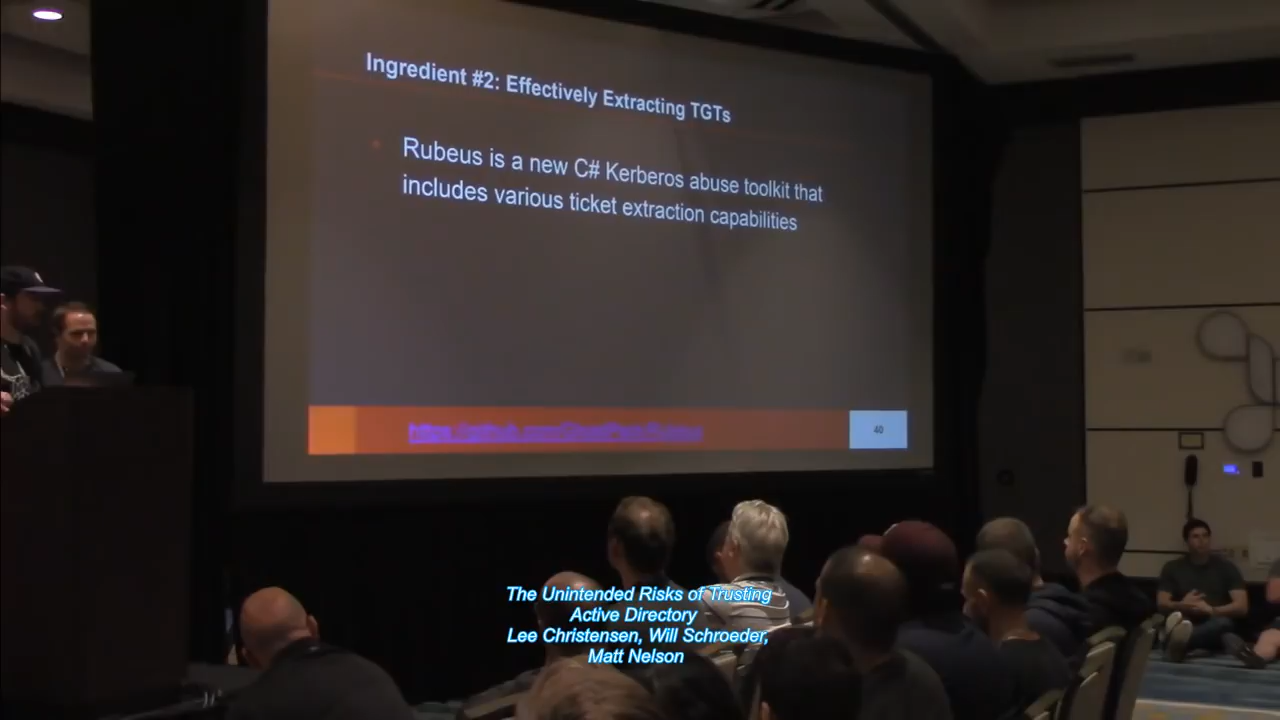 Ingredient #2: Effectively Extracting TGTs
Rubeus is a new C# Kerberos abuse toolkit that
includes various ticket extraction capabilities
40
The Unintended Risks of Trusting
Active Directory
Lee Christensen, Will Schroeder,
Matt Nelson